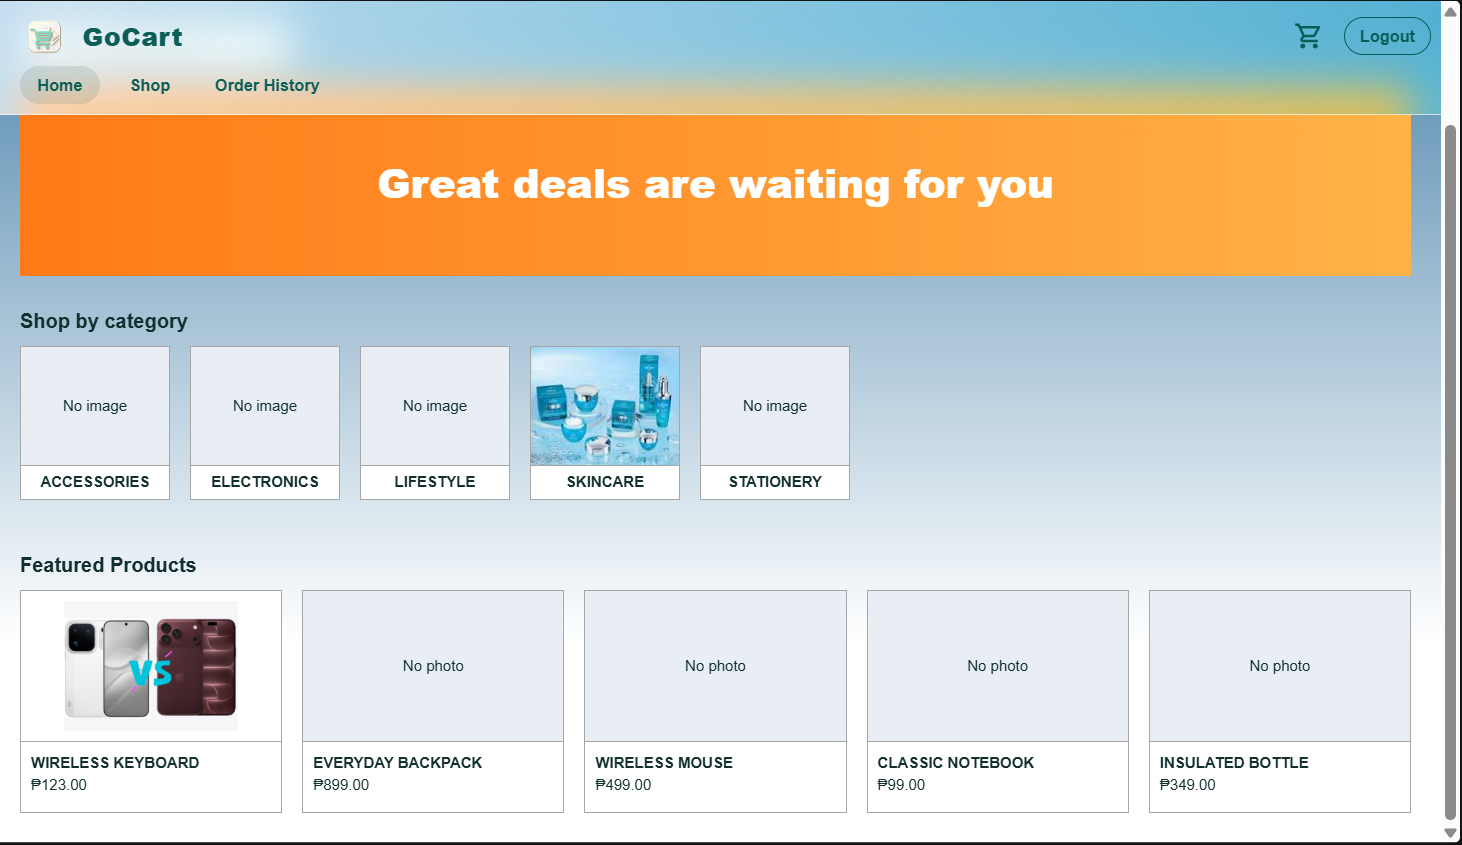 GoCart
Logout
Home
Shop
Order History
Great deals are waiting for you
Shop by category
No image
No image
No image
No image
ACCESSORIES
ELECTRONICS
LIFESTYLE
SKINCARE
STATIONERY
Featured Products
VS
No photo
No photo
No photo
No photo
WIRELESS KEYBOARD
₱123.00
EVERYDAY BACKPACK
₱899.00
WIRELESS MOUSE
₱499.00
CLASSIC NOTEBOOK
₱99.00
INSULATED BOTTLE
₱349.00